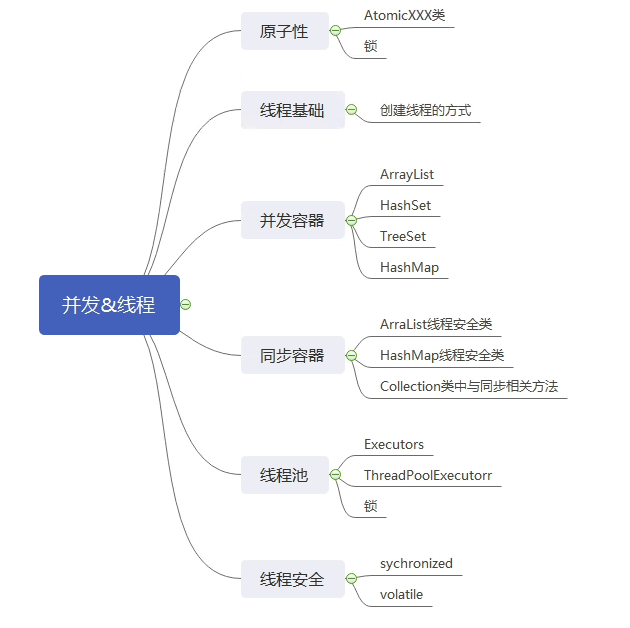 并发&线程
原子性
AtomicXXX类
锁
线程基础
创建线程的方式
并发容器
ArrayList
HashSet
TreeSet
HashMap
同步容器
ArraList线程安全类
HashMap线程安全类
Collection类中与同步相关方法
线程池
Executors
ThreadPoolExecutorr
锁
线程安全
sychronized
volatile